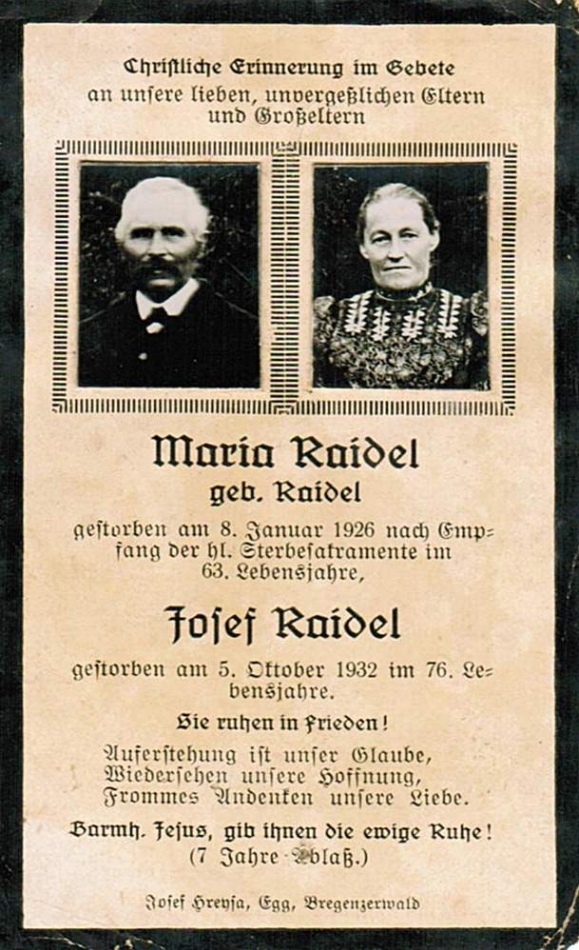 Christliche Erinnerung im Gebete
an unsere lieben, unvergeßlichen Eltern
und Großeltern
Maria Raidel
geb. Raidel
gestorben am 8. Januar 1926 nach Emp-
fang der hl. Sterbesakramente im
63. Lebensjahre,
Josef Raidel
gestorben am 5. Oktober 1932 im 76. Le-
bensjahre.
Sie ruhen in Frieden!
Auferstehung ist unser Glaube,
Wiedersehen unsere Hoffnung,
Frommes Andenken unsere Liebe.
Barmh. Jesus, gib ihnen die ewige Ruhe!
(7 Jahre Ablaß.)
Josef Hreysa, Egg, Bregenzerwald